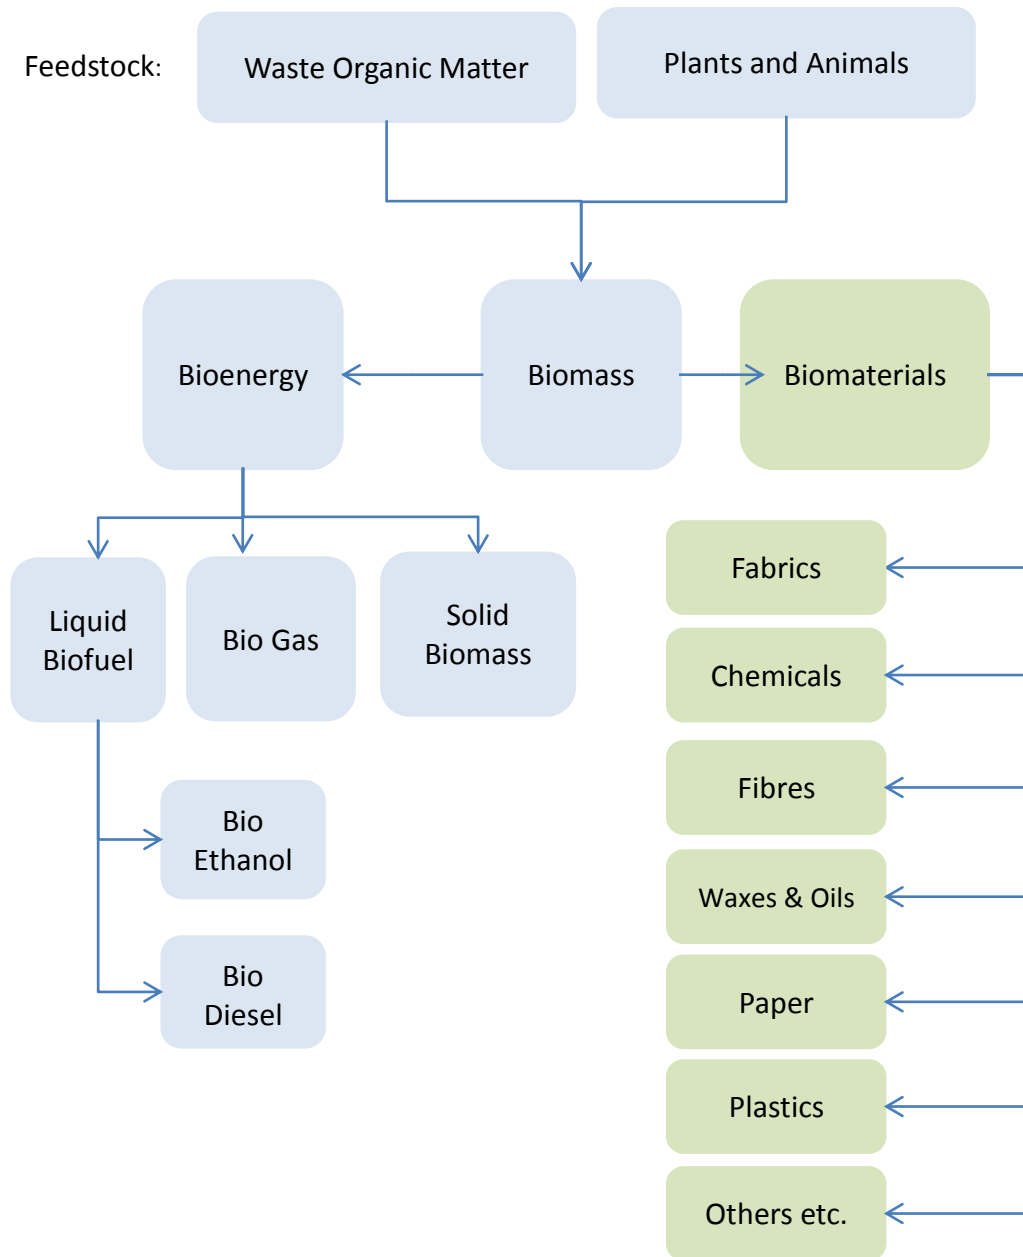 Feedstock:
Waste Organic Matter
Plants and Animals
Bioenergy
Biomass
Biomaterials
Liquid
Biofuel
Bio Gas
Solid
Biomass
Bio
Ethanol
Bio
Diesel
Fabrics
Chemicals
Fibres
Waxes & Oils
Paper
Plastics
Others etc.